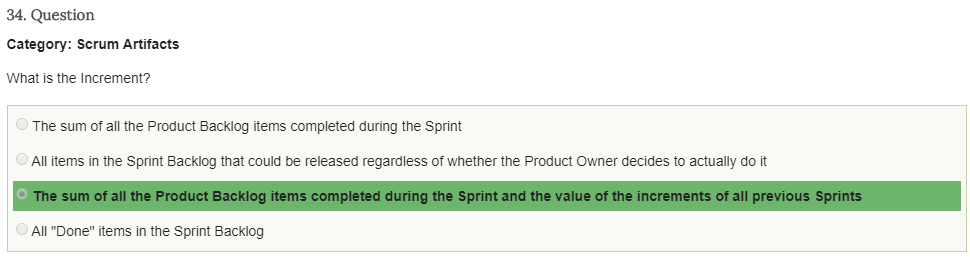 34. Question
Category: Scrum Artifacts
What is the Increment?
The sum of all the Product Backlog items completed during the Sprint
All items in the Sprint Backlog that could be released regardless of whether the Product Owner decides to actually do it
The sum of all the Product Backlog items completed during the Sprint and the value of the increments of all previous Sprints
All "Done" items in the Sprint Backlog